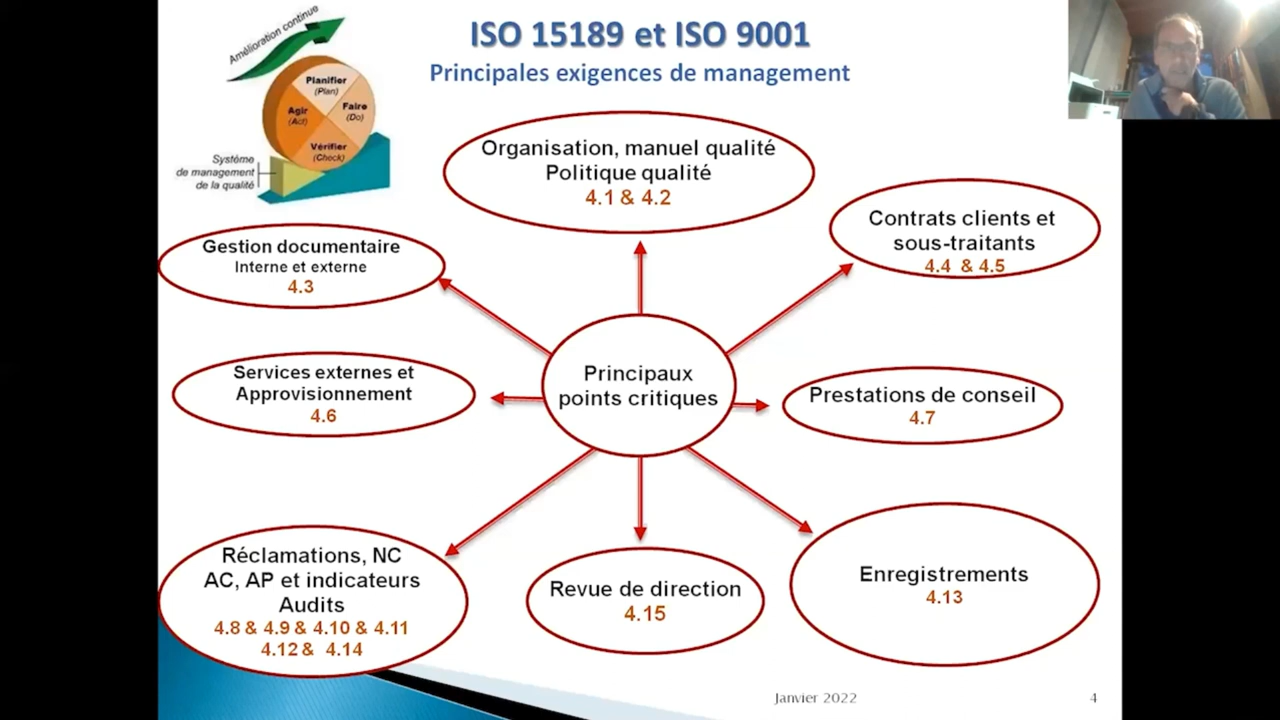 ISO 15189 et ISO 9001
Principales exigences de management
Amélioration continue
Planifier
(Plan)
Agir
(Act)
Faire
(Do)
Vérifier
(Check)
Système
de management
de la qualité
Organisation, manuel qualité
Politique qualité
4.1 & 4.2
Contrats clients et
sous-traitants
4.4 & 4.5
Gestion documentaire
Interne et externe
4.3
Principaux
points critiques
Services externes et
Approvisionnement
4.6
Prestations de conseil
4.7
Réclamations, NC
AC, AP et indicateurs
Audits
4.8 & 4.9 & 4.10 & 4.11
4.12 & 4.14
Revue de direction
4.15
Enregistrements
4.13
Janvier 2022
4